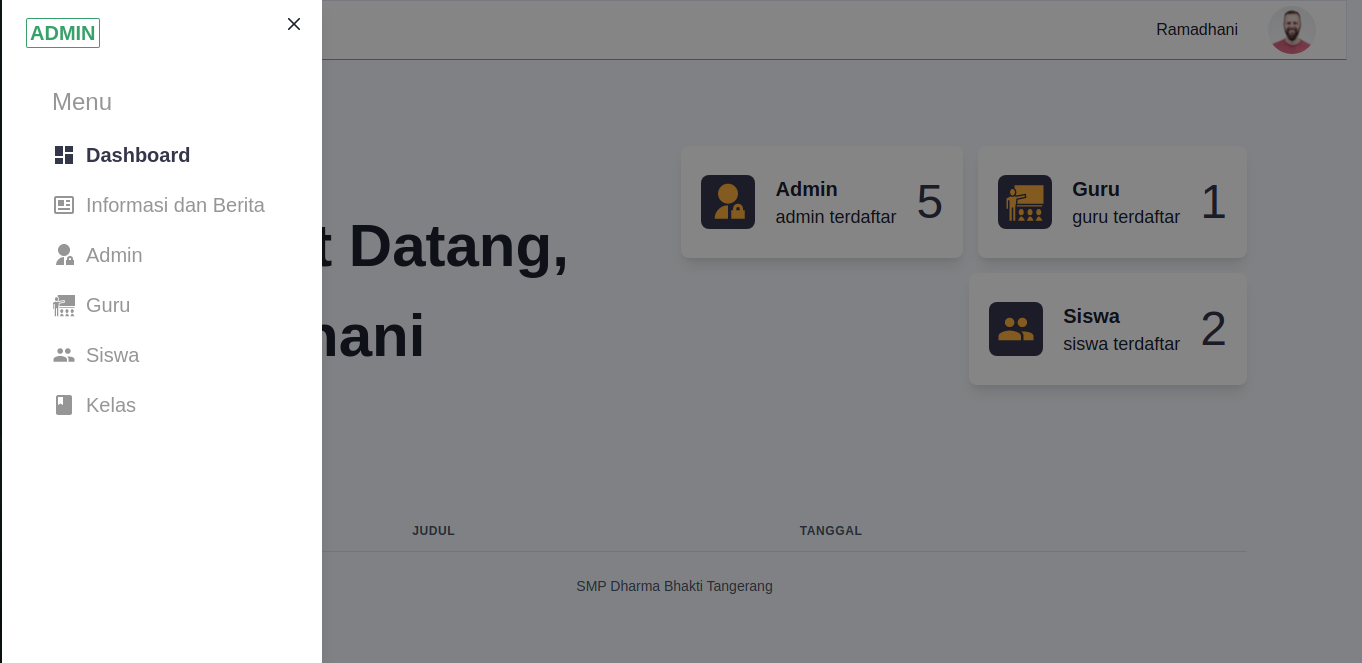 ADMIN
Ramadhani
Menu
Dashboard
Informasi dan Berita
Admin
Guru
Siswa
Kelas
t Datang,
hani
Admin
admin terdaftar
5
Guru
guru terdaftar
1
Siswa
siswa terdaftar
2
JUDUL
TANGGAL
SMP Dharma Bhakti Tangerang